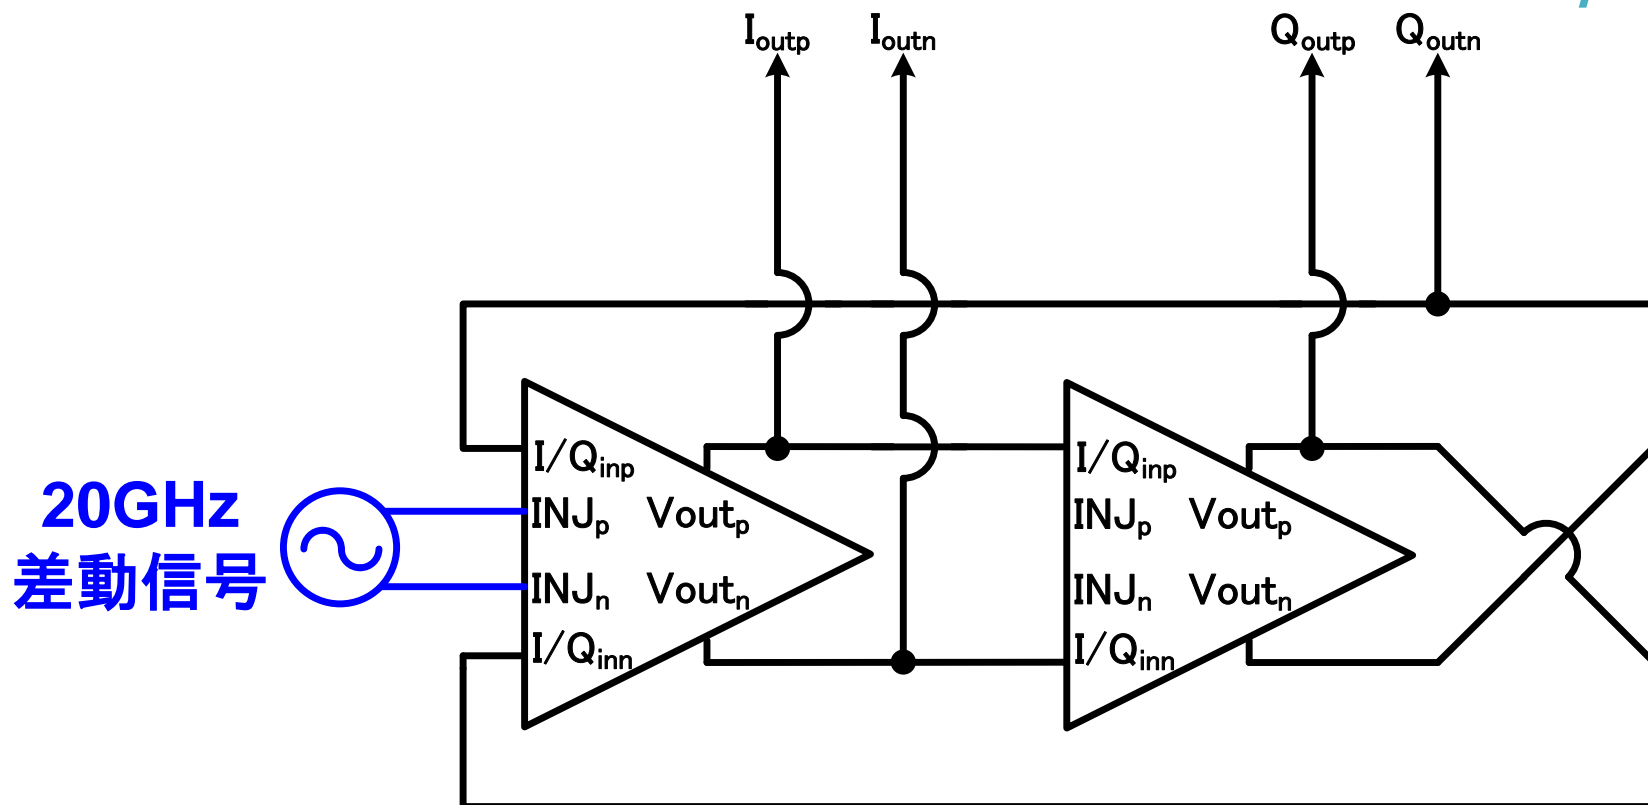 Ioutp Ioutn Qoutp Qoutn
I/Qinp
INJp Voutp
INJn Voutn
I/Qinn
I/Qinp
INJp Voutp
INJn Voutn
I/Qinn
20GHz
差動信号